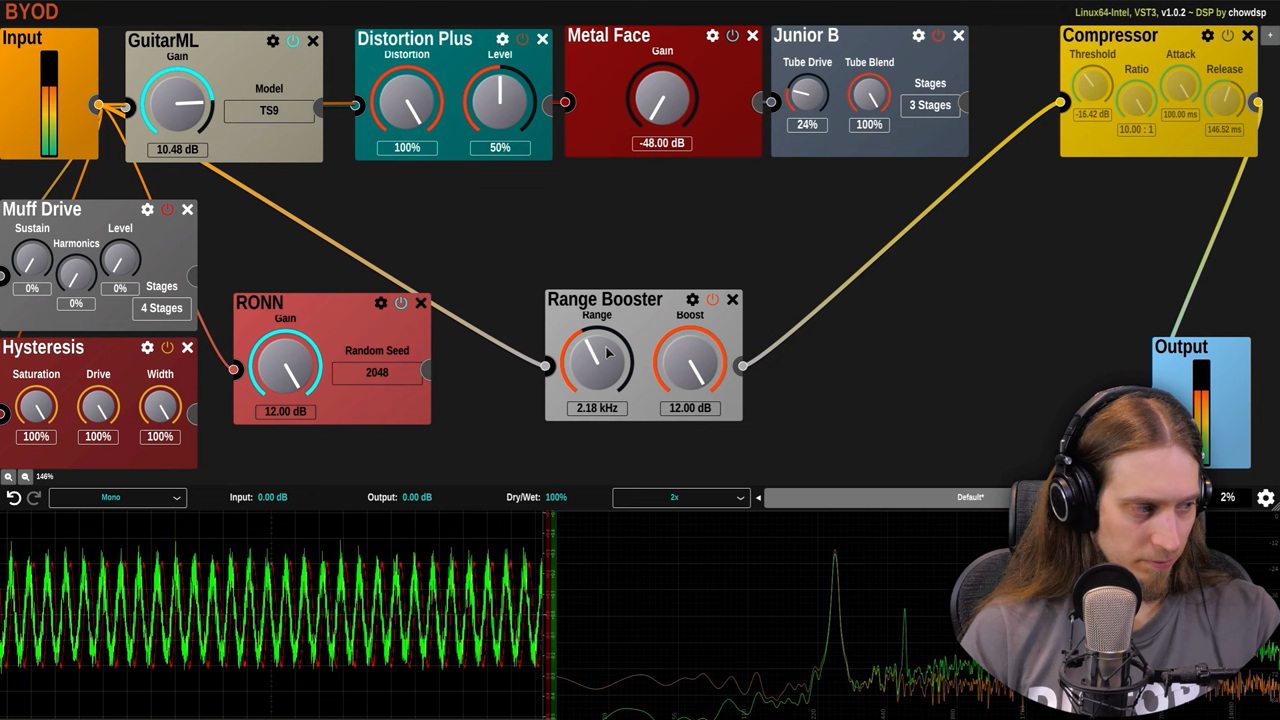 BYOD
Linux64-Intel, VST3, v1.0.2 ~ DSP by chowdsp
Input
GuitarML
Gain
10.48 dB
Model
TS9
Distortion Plus
Distortion
Level
100%
50%
Metal Face
Gain
-48.00 dB
Junior B
Tube Drive
Tube Blend
24%
100%
Stages
3 Stages
Compressor
Threshold
Ratio
Attack
Release
-16.42 dB
10.00 : 1
100.00 ms
146.52 ms
+
Muff Drive
Sustain
Harmonics
Level
0%
0%
0%
Stages
4 Stages
RONN
Gain
12.00 dB
Random Seed
2048
Range Booster
Range
Boost
2.18 kHz
12.00 dB
Output
Hysteresis
Saturation
Drive
Width
100%
100%
100%
146%
Mono
Input: 0.00 dB
Output: 0.00 dB
Dry/Wet: 100%
2x
Default*
2%